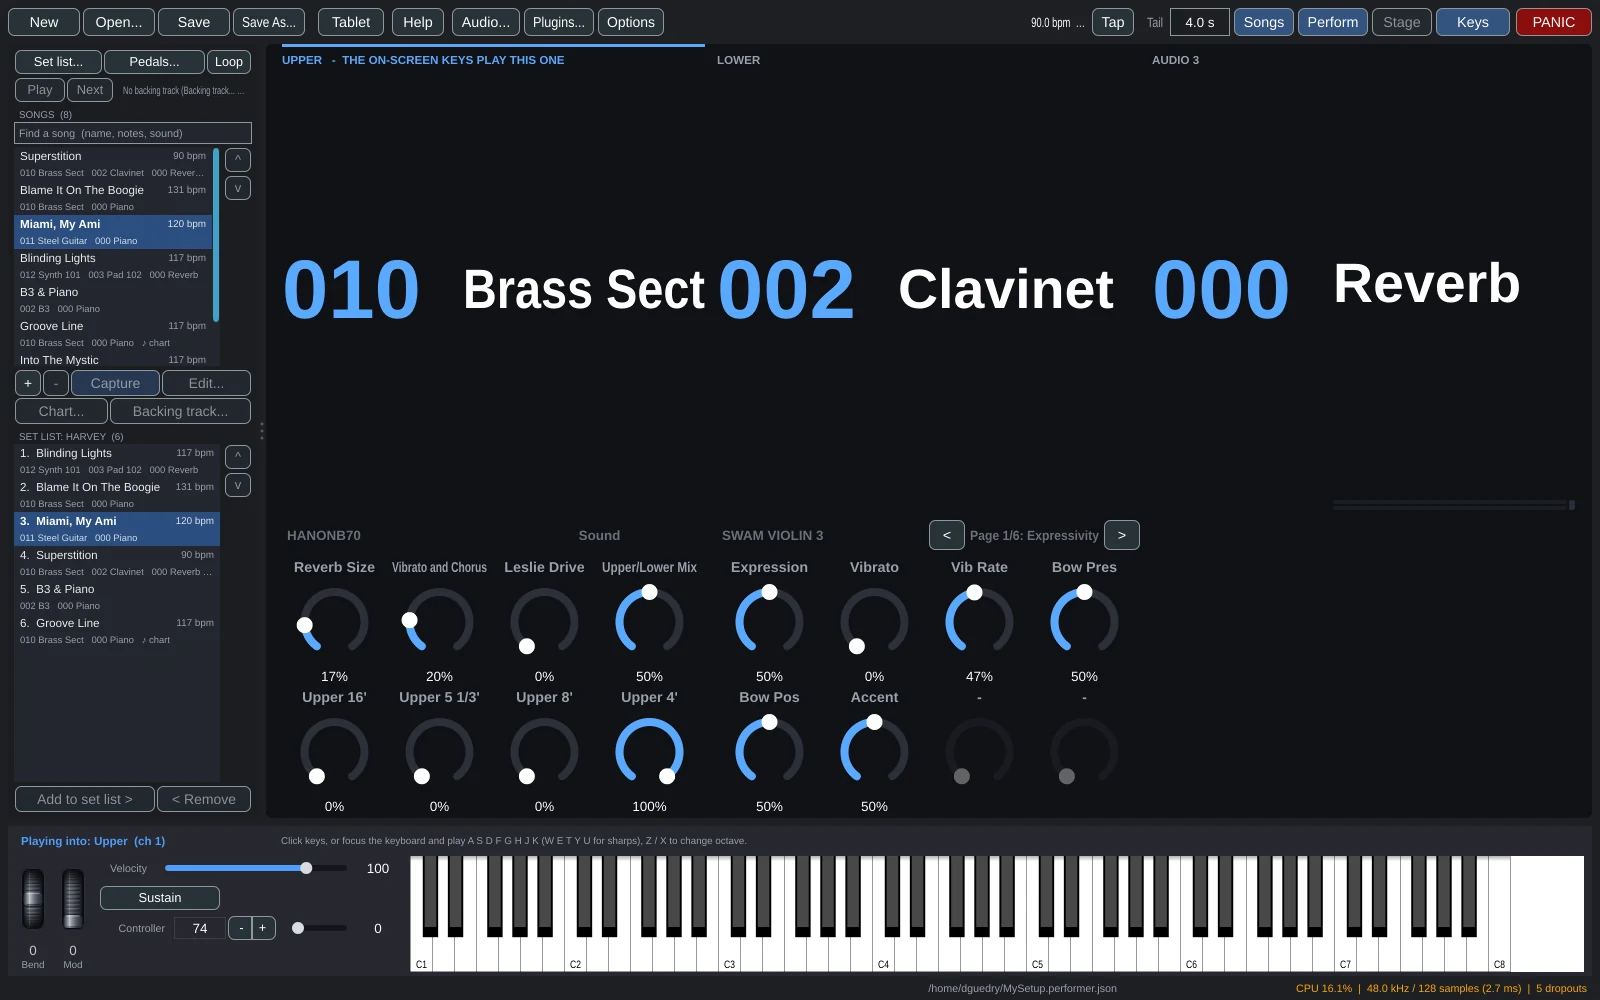 New Open... Save Save As... Tablet Help Audio... Plugins... Options 90.0 bpm ... Tap Tail 4.0 s Songs Perform Stage Keys PANIC
Set list... Pedals... Loop
Play Next No backing track (Backing track... ...
SONGS (8)
Find a song (name, notes, sound)
Superstition 90 bpm ^
010 Brass Sect 002 Clavinet 000 Rever...
Blame It On The Boogie 131 bpm v
010 Brass Sect 000 Piano
Miami, My Ami 120 bpm
011 Steel Guitar 000 Piano
Blinding Lights 117 bpm
012 Synth 101 003 Pad 102 000 Reverb
B3 & Piano
002 B3 000 Piano
Groove Line 117 bpm
010 Brass Sect 000 Piano ♪ chart
Into The Mystic 117 bpm
+ - Capture Edit...
Chart... Backing track...
SET LIST: HARVEY (6)
1. Blinding Lights 117 bpm ^
012 Synth 101 003 Pad 102 000 Reverb
2. Blame It On The Boogie 131 bpm v
010 Brass Sect 000 Piano
3. Miami, My Ami 120 bpm
011 Steel Guitar 000 Piano
4. Superstition 90 bpm
010 Brass Sect 002 Clavinet 000 Reverb ...
5. B3 & Piano
002 B3 000 Piano
6. Groove Line 117 bpm
010 Brass Sect 000 Piano ♪ chart
Add to set list > < Remove
UPPER - THE ON-SCREEN KEYS PLAY THIS ONE LOWER AUDIO 3
010 Brass Sect 002 Clavinet 000 Reverb
HANONB70 Sound SWAM VIOLIN 3 < Page 1/6: Expressivity >
Reverb Size Vibrato and Chorus Leslie Drive Upper/Lower Mix Expression Vibrato Vib Rate Bow Pres
17% 20% 0% 50% 50% 0% 47% 50%
Upper 16' Upper 5 1/3' Upper 8' Upper 4' Bow Pos Accent - -
0% 0% 0% 100% 50% 50%
Playing into: Upper (ch 1) Click keys, or focus the keyboard and play A S D F G H J K (W E T Y U for sharps), Z / X to change octave.
Velocity 100
Sustain
Controller 74 - + 0
0 0
Bend Mod
C1 C2 C3 C4 C5 C6 C7 C8
/home/dguedry/MySetup.performer.json CPU 16.1% | 48.0 kHz / 128 samples (2.7 ms) | 5 dropouts